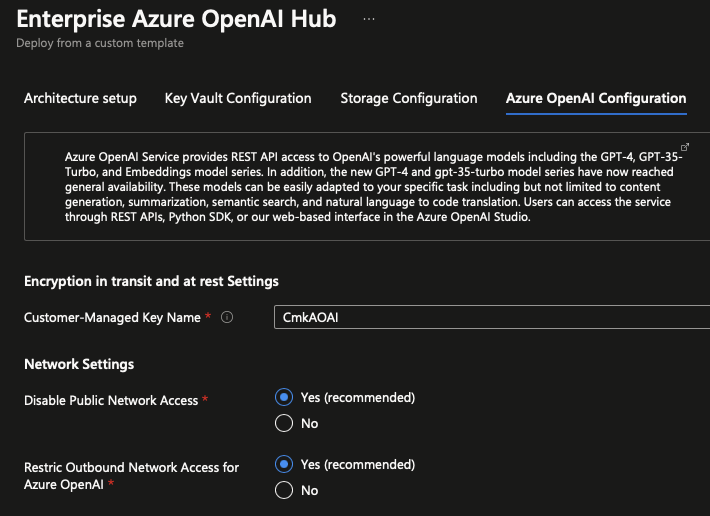 Enterprise Azure OpenAI Hub ...
Deploy from a custom template
Architecture setup Key Vault Configuration Storage Configuration Azure OpenAI Configuration
Azure OpenAI Service provides REST API access to OpenAI's powerful language models including the GPT-4, GPT-35-
Turbo, and Embeddings model series. In addition, the new GPT-4 and gpt-35-turbo model series have now reached
general availability. These models can be easily adapted to your specific task including but not limited to content
generation, summarization, semantic search, and natural language to code translation. Users can access the service
through REST APIs, Python SDK, or our web-based interface in the Azure OpenAI Studio.
Encryption in transit and at rest Settings
Customer-Managed Key Name * CmkAOAI
Network Settings
Disable Public Network Access * Yes (recommended)
No
Restric Outbound Network Access for Yes (recommended)
Azure OpenAI * No